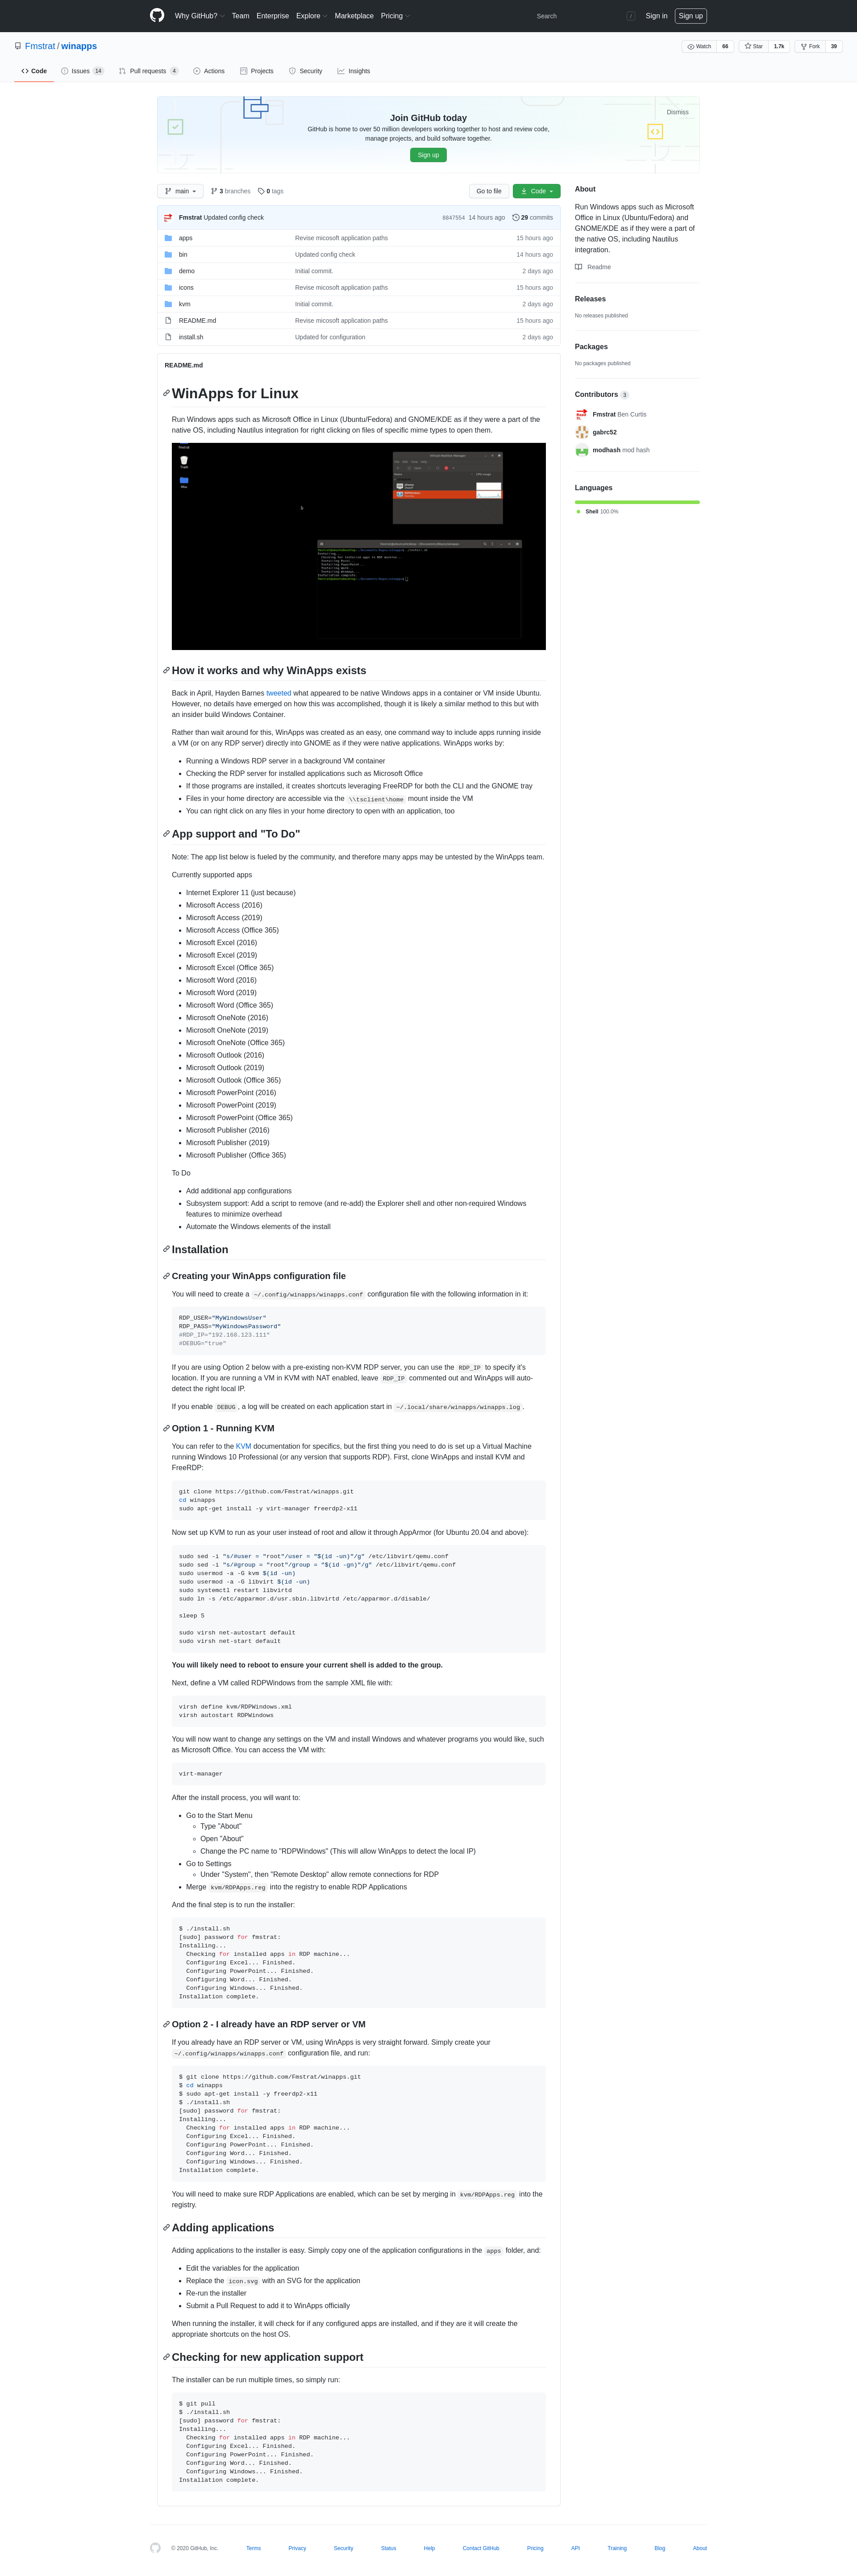 Why GitHub? Team Enterprise Explore Marketplace Pricing Search / Sign in Sign up
Fmstrat / winapps Watch 66 Star 1.7k Fork 39
Code Issues 14 Pull requests 4 Actions Projects Security Insights
Dismiss
Join GitHub today
GitHub is home to over 50 million developers working together to host and review code,
manage projects, and build software together.
Sign up
main 3 branches 0 tags Go to file Code
Fmstrat Updated config check 8847554 14 hours ago 29 commits
apps Revise micosoft application paths 15 hours ago
bin Updated config check 14 hours ago
demo Initial commit. 2 days ago
icons Revise micosoft application paths 15 hours ago
kvm Initial commit. 2 days ago
README.md Revise micosoft application paths 15 hours ago
install.sh Updated for configuration 2 days ago
About
Run Windows apps such as Microsoft
Office in Linux (Ubuntu/Fedora) and
GNOME/KDE as if they were a part of
the native OS, including Nautilus
integration.
Readme
Releases
No releases published
Packages
No packages published
Contributors 3
Fmstrat Ben Curtis
gabrc52
modhash mod hash
Languages
Shell 100.0%
README.md
WinApps for Linux
Run Windows apps such as Microsoft Office in Linux (Ubuntu/Fedora) and GNOME/KDE as if they were a part of the
native OS, including Nautilus integration for right clicking on files of specific mime types to open them.
How it works and why WinApps exists
Back in April, Hayden Barnes tweeted what appeared to be native Windows apps in a container or VM inside Ubuntu.
However, no details have emerged on how this was accomplished, though it is likely a similar method to this but with
an insider build Windows Container.
Rather than wait around for this, WinApps was created as an easy, one command way to include apps running inside
a VM (or on any RDP server) directly into GNOME as if they were native applications. WinApps works by:
Running a Windows RDP server in a background VM container
Checking the RDP server for installed applications such as Microsoft Office
If those programs are installed, it creates shortcuts leveraging FreeRDP for both the CLI and the GNOME tray
Files in your home directory are accessible via the \\tsclient\home mount inside the VM
You can right click on any files in your home directory to open with an application, too
App support and "To Do"
Note: The app list below is fueled by the community, and therefore many apps may be untested by the WinApps team.
Currently supported apps
Internet Explorer 11 (just because)
Microsoft Access (2016)
Microsoft Access (2019)
Microsoft Access (Office 365)
Microsoft Excel (2016)
Microsoft Excel (2019)
Microsoft Excel (Office 365)
Microsoft Word (2016)
Microsoft Word (2019)
Microsoft Word (Office 365)
Microsoft OneNote (2016)
Microsoft OneNote (2019)
Microsoft OneNote (Office 365)
Microsoft Outlook (2016)
Microsoft Outlook (2019)
Microsoft Outlook (Office 365)
Microsoft PowerPoint (2016)
Microsoft PowerPoint (2019)
Microsoft PowerPoint (Office 365)
Microsoft Publisher (2016)
Microsoft Publisher (2019)
Microsoft Publisher (Office 365)
To Do
Add additional app configurations
Subsystem support: Add a script to remove (and re-add) the Explorer shell and other non-required Windows
features to minimize overhead
Automate the Windows elements of the install
Installation
Creating your WinApps configuration file
You will need to create a ~/.config/winapps/winapps.conf configuration file with the following information in it:
RDP_USER="MyWindowsUser"
RDP_PASS="MyWindowsPassword"
#RDP_IP="192.168.123.111"
#DEBUG="true"
If you are using Option 2 below with a pre-existing non-KVM RDP server, you can use the RDP_IP to specify it's
location. If you are running a VM in KVM with NAT enabled, leave RDP_IP commented out and WinApps will auto-
detect the right local IP.
If you enable DEBUG , a log will be created on each application start in ~/.local/share/winapps/winapps.log .
Option 1 - Running KVM
You can refer to the KVM documentation for specifics, but the first thing you need to do is set up a Virtual Machine
running Windows 10 Professional (or any version that supports RDP). First, clone WinApps and install KVM and
FreeRDP:
git clone https://github.com/Fmstrat/winapps.git
cd winapps
sudo apt-get install -y virt-manager freerdp2-x11
Now set up KVM to run as your user instead of root and allow it through AppArmor (for Ubuntu 20.04 and above):
sudo sed -i "s/#user = "root"/user = "$(id -un)"/g" /etc/libvirt/qemu.conf
sudo sed -i "s/#group = "root"/group = "$(id -gn)"/g" /etc/libvirt/qemu.conf
sudo usermod -a -G kvm $(id -un)
sudo usermod -a -G libvirt $(id -un)
sudo systemctl restart libvirtd
sudo ln -s /etc/apparmor.d/usr.sbin.libvirtd /etc/apparmor.d/disable/
sleep 5
sudo virsh net-autostart default
sudo virsh net-start default
You will likely need to reboot to ensure your current shell is added to the group.
Next, define a VM called RDPWindows from the sample XML file with:
virsh define kvm/RDPWindows.xml
virsh autostart RDPWindows
You will now want to change any settings on the VM and install Windows and whatever programs you would like, such
as Microsoft Office. You can access the VM with:
virt-manager
After the install process, you will want to:
Go to the Start Menu
Type "About"
Open "About"
Change the PC name to "RDPWindows" (This will allow WinApps to detect the local IP)
Go to Settings
Under "System", then "Remote Desktop" allow remote connections for RDP
Merge kvm/RDPApps.reg into the registry to enable RDP Applications
And the final step is to run the installer:
$ ./install.sh
[sudo] password for fmstrat:
Installing...
Checking for installed apps in RDP machine...
Configuring Excel... Finished.
Configuring PowerPoint... Finished.
Configuring Word... Finished.
Configuring Windows... Finished.
Installation complete.
Option 2 - I already have an RDP server or VM
If you already have an RDP server or VM, using WinApps is very straight forward. Simply create your
~/.config/winapps/winapps.conf configuration file, and run:
$ git clone https://github.com/Fmstrat/winapps.git
$ cd winapps
$ sudo apt-get install -y freerdp2-x11
$ ./install.sh
[sudo] password for fmstrat:
Installing...
Checking for installed apps in RDP machine...
Configuring Excel... Finished.
Configuring PowerPoint... Finished.
Configuring Word... Finished.
Configuring Windows... Finished.
Installation complete.
You will need to make sure RDP Applications are enabled, which can be set by merging in kvm/RDPApps.reg into the
registry.
Adding applications
Adding applications to the installer is easy. Simply copy one of the application configurations in the apps folder, and:
Edit the variables for the application
Replace the icon.svg with an SVG for the application
Re-run the installer
Submit a Pull Request to add it to WinApps officially
When running the installer, it will check for if any configured apps are installed, and if they are it will create the
appropriate shortcuts on the host OS.
Checking for new application support
The installer can be run multiple times, so simply run:
$ git pull
$ ./install.sh
[sudo] password for fmstrat:
Installing...
Checking for installed apps in RDP machine...
Configuring Excel... Finished.
Configuring PowerPoint... Finished.
Configuring Word... Finished.
Configuring Windows... Finished.
Installation complete.
© 2020 GitHub, Inc. Terms Privacy Security Status Help Contact GitHub Pricing API Training Blog About